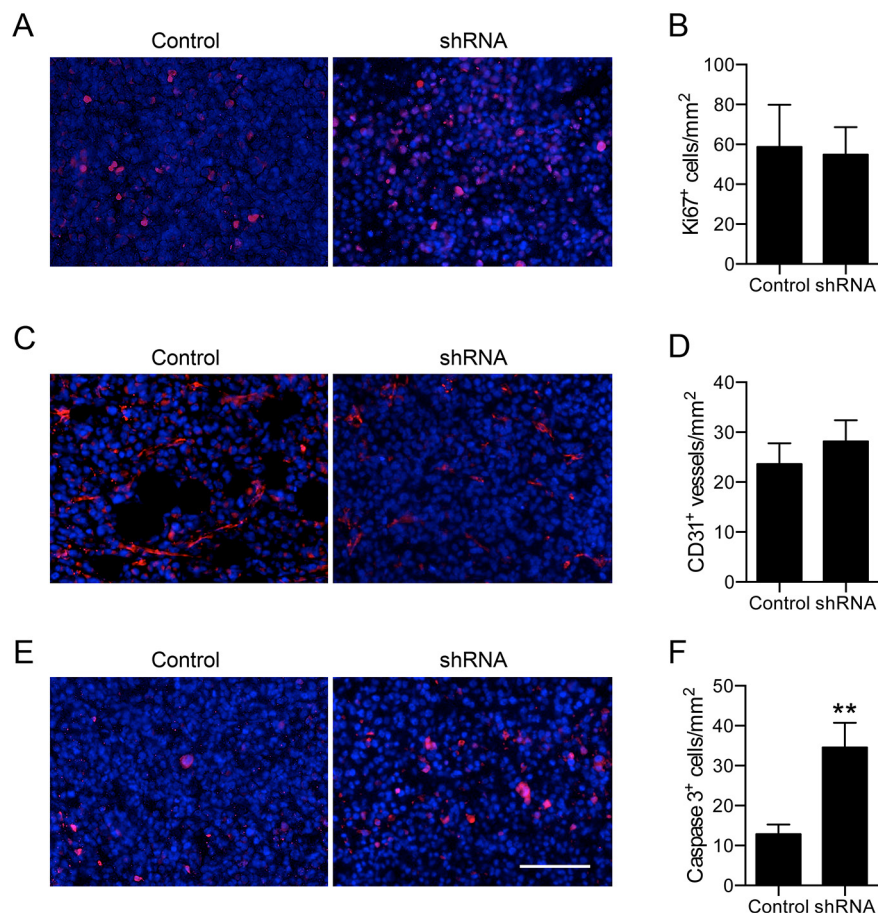 A
Control
shRNA
B
Ki67+ cells/mm2
100
80
60
40
20
0
Control shRNA
C
Control
shRNA
D
CD31+ vessels/mm2
40
30
20
10
0
Control shRNA
E
Control
shRNA
F
Caspase 3+ cells/mm2
50
40
30
20
10
0
**
Control shRNA